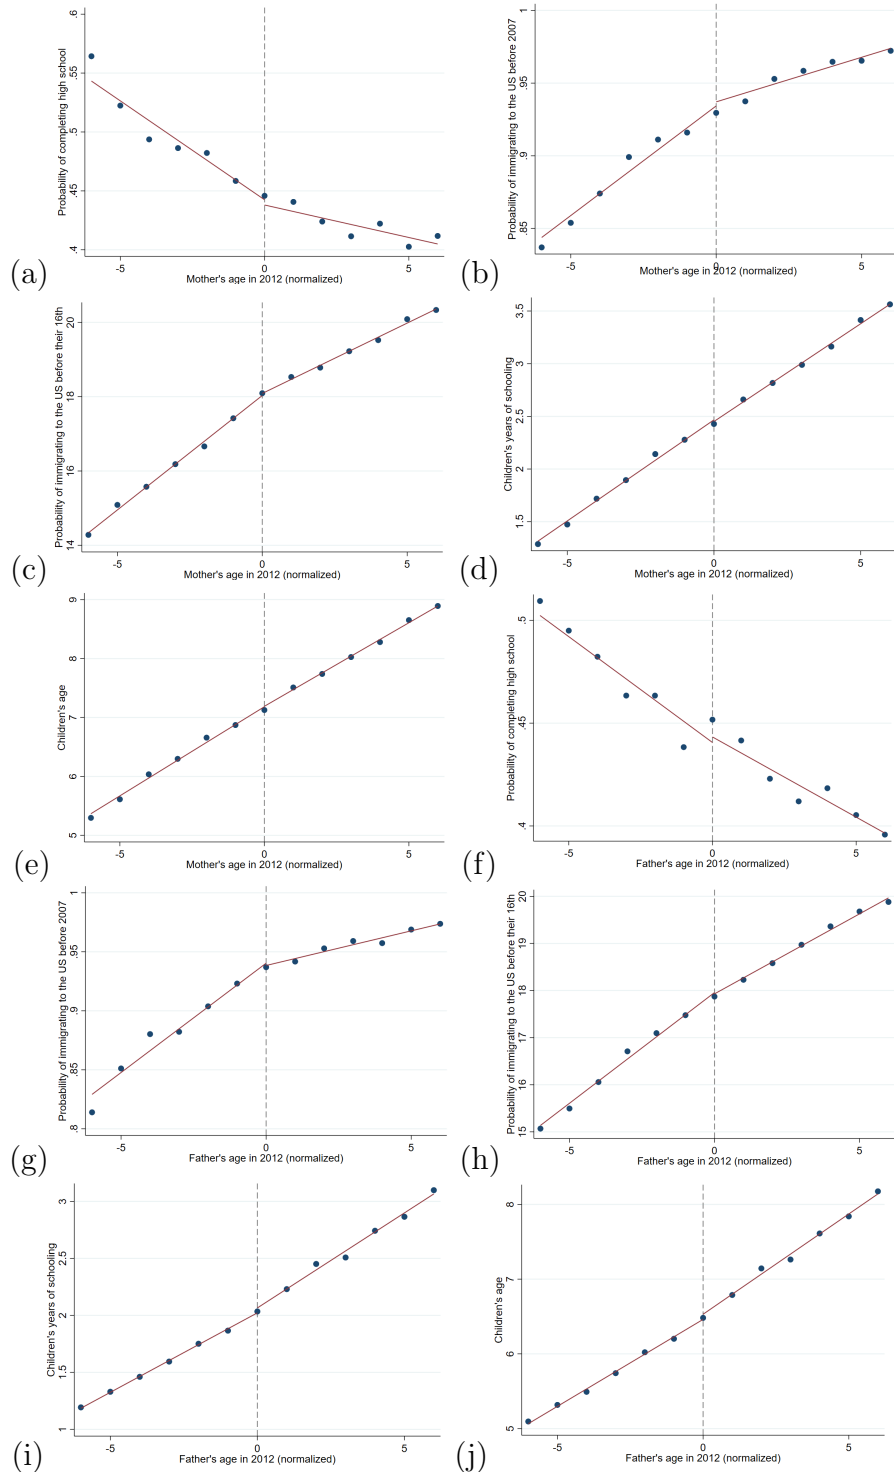 Probability of completing high school
.6
.55
.5
.45
.4
-5 0 5
Mother's age in 2012 (normalized)
(a)
Probability of immigrating to the US before 2007
1
.95
.9
.85
-5 0 5
Mother's age in 2012 (normalized)
(b)
Probability of immigrating to the US before their 16th
20
18
16
14
-5 0 5
Mother's age in 2012 (normalized)
(c)
Children's years of schooling
3.5
3
2.5
2
1.5
-5 0 5
Mother's age in 2012 (normalized)
(d)
Children's age
9
8
7
6
5
-5 0 5
Mother's age in 2012 (normalized)
(e)
Probability of completing high school
.5
.45
.4
-5 0 5
Father's age in 2012 (normalized)
(f)
Probability of immigrating to the US before 2007
1
.95
.9
.85
.8
-5 0 5
Father's age in 2012 (normalized)
(g)
Probability of immigrating to the US before their 16th
20
19
18
17
16
15
-5 0 5
Father's age in 2012 (normalized)
(h)
Children's years of schooling
3
2.5
2
1.5
1
-5 0 5
Father's age in 2012 (normalized)
(i)
Children's age
8
7
6
5
-5 0 5
Father's age in 2012 (normalized)
(j)